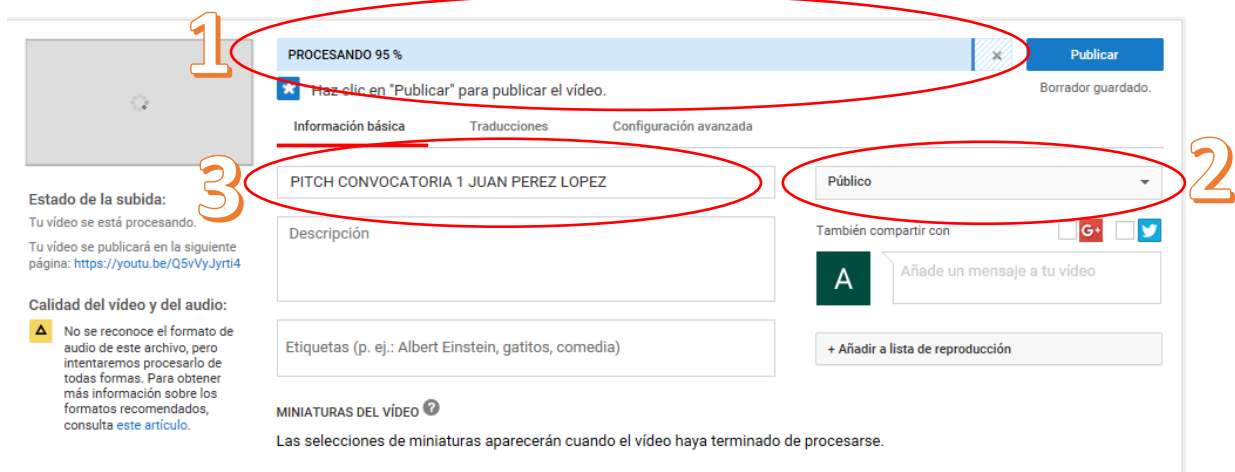 1
PROCESANDO 95 %
×
Publicar
Haz clic en "Publicar" para publicar el vídeo.
Borrador guardado.
Información básica
Traducciones
Configuración avanzada
3
PITCH CONVOCATORIA 1 JUAN PEREZ LOPEZ
Público
2
Estado de la subida:
Tu vídeo se está procesando.
Tu vídeo se publicará en la siguiente
página: https://youtu.be/Q5vVyJyrti4
Descripción
También compartir con
G+
A
Añade un mensaje a tu vídeo
Calidad del vídeo y del audio:
No se reconoce el formato de
audio de este archivo, pero
intentaremos procesarlo de
todas formas. Para obtener
más información sobre los
formatos recomendados,
consulta este artículo.
Etiquetas (p. ej.: Albert Einstein, gatitos, comedia)
+ Añadir a lista de reproducción
MINIATURAS DEL VÍDEO ?
Las selecciones de miniaturas aparecerán cuando el vídeo haya terminado de procesarse.